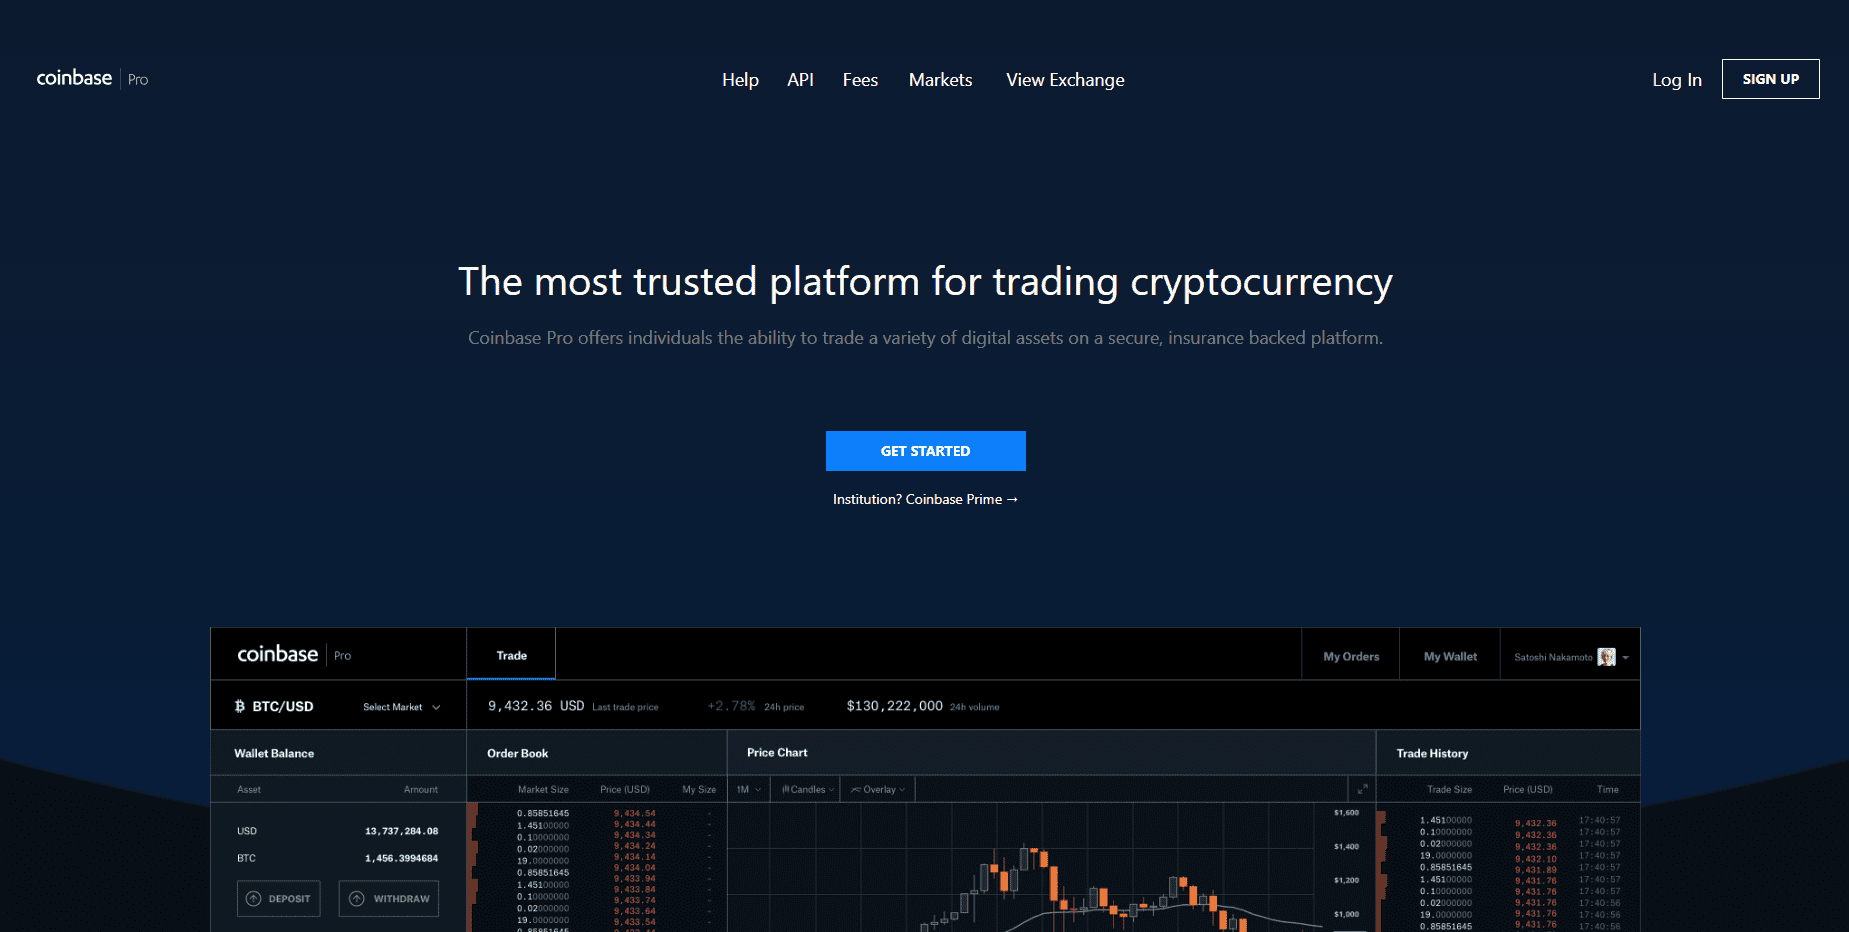 coinbase Pro
Help API Fees Markets View Exchange
Log In SIGN UP
The most trusted platform for trading cryptocurrency
Coinbase Pro offers individuals the ability to trade a variety of digital assets on a secure, insurance backed platform.
GET STARTED
Institution? Coinbase Prime →
coinbase Pro Trade My Orders My Wallet Satoshi Nakamoto
BTC/USD Select Market 9,432.36 USD Last trade price +2.78% 24h price $130,222,000 24h volume
Wallet Balance
Asset Amount
USD 13,737,284.08
BTC 1,456.3994684
DEPOSIT WITHDRAW
Order Book
Market Size Price (USD) My Size
0.85851645 9,434.54 -
1.45100000 9,434.44 -
0.10000000 9,434.34 -
0.02000000 9,434.24 -
19.0000000 9,434.14 -
0.85851645 9,434.04 -
1.45100000 9,433.94 -
0.10000000 9,433.84 -
0.02000000 9,433.74 -
19.0000000 9,433.64 -
0.85851645 9,433.54 -
1.45100000
0.10000000
0.02000000
19.0000000
Price Chart
1M Candles Overlay
$1,600
$1,400
$1,200
$1,000
Trade History
Trade Size Price (USD) Time
1.45100000 9,432.36 17:40:57
0.10000000 9,432.36 17:40:57
0.02000000 9,432.36 17:40:57
19.0000000 9,432.10 17:40:57
0.85851645 9,431.89 17:40:57
1.45100000 9,431.76 17:40:57
0.10000000 9,431.76 17:40:57
0.02000000 9,431.76 17:40:56
19.0000000 9,431.76 17:40:56
0.85851645 9,431.76 17:40:56